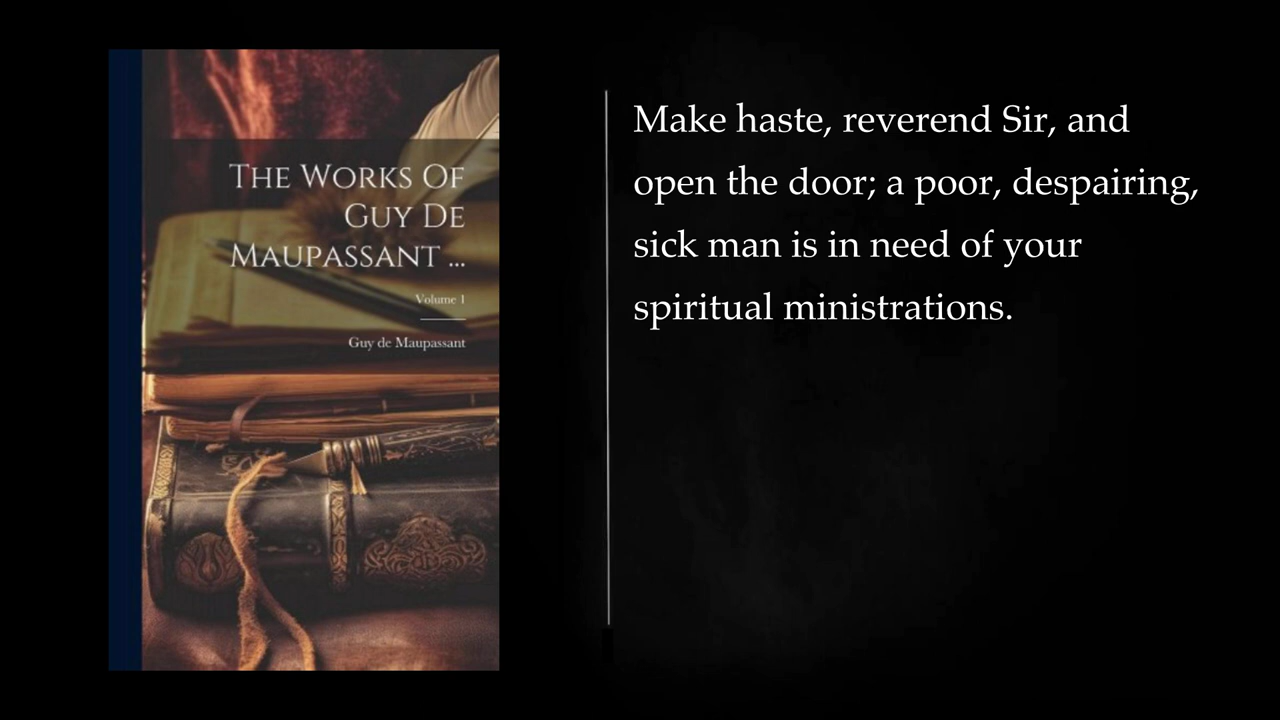 The Works Of
Guy De
Maupassant ...
Volume 1
Guy de Maupassant
Make haste, reverend Sir, and
open the door; a poor, despairing,
sick man is in need of your
spiritual ministrations.